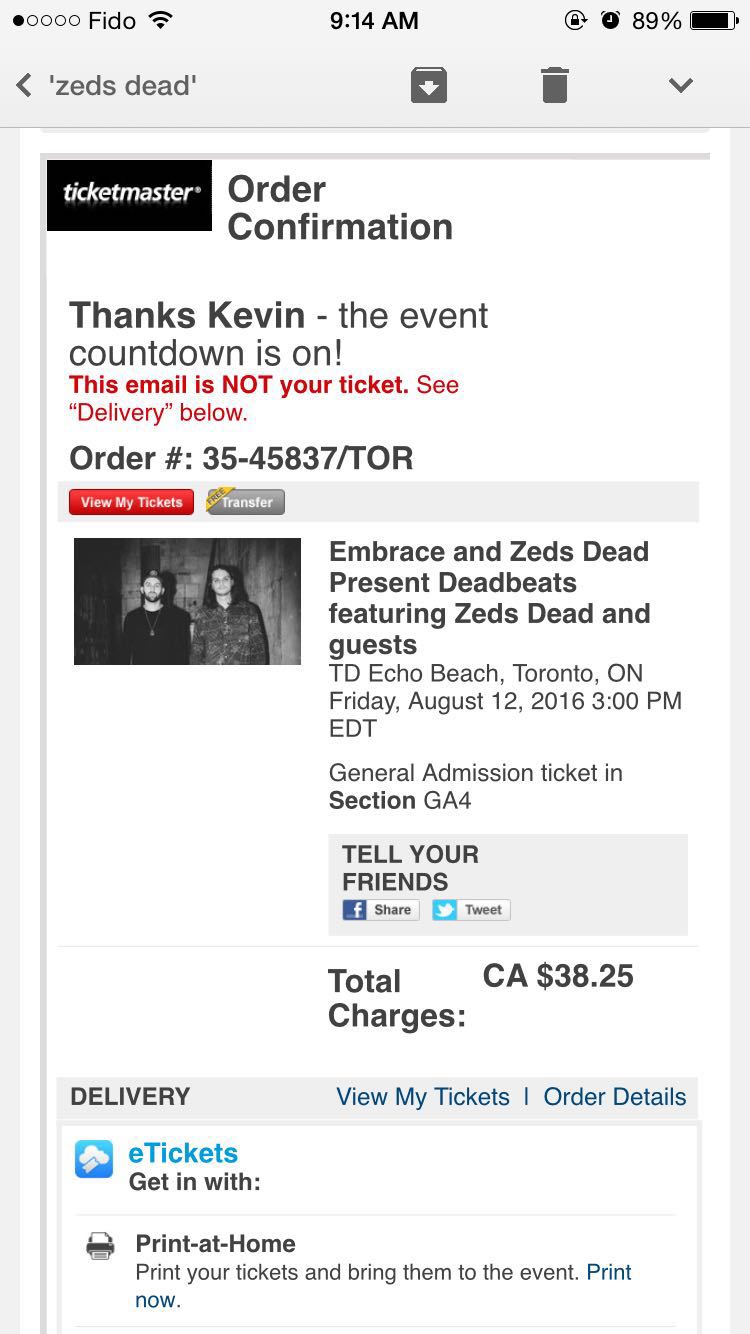 Fido 9:14 AM 89%
'zeds dead'
ticketmaster® Order
Confirmation
Thanks Kevin - the event
countdown is on!
This email is NOT your ticket. See
“Delivery” below.
Order #: 35-45837/TOR
View My Tickets FREE Transfer
Embrace and Zeds Dead
Present Deadbeats
featuring Zeds Dead and
guests
TD Echo Beach, Toronto, ON
Friday, August 12, 2016 3:00 PM
EDT
General Admission ticket in
Section GA4
TELL YOUR
FRIENDS
f Share Tweet
Total CA $38.25
Charges:
DELIVERY View My Tickets | Order Details
eTickets
Get in with:
Print-at-Home
Print your tickets and bring them to the event. Print
now.